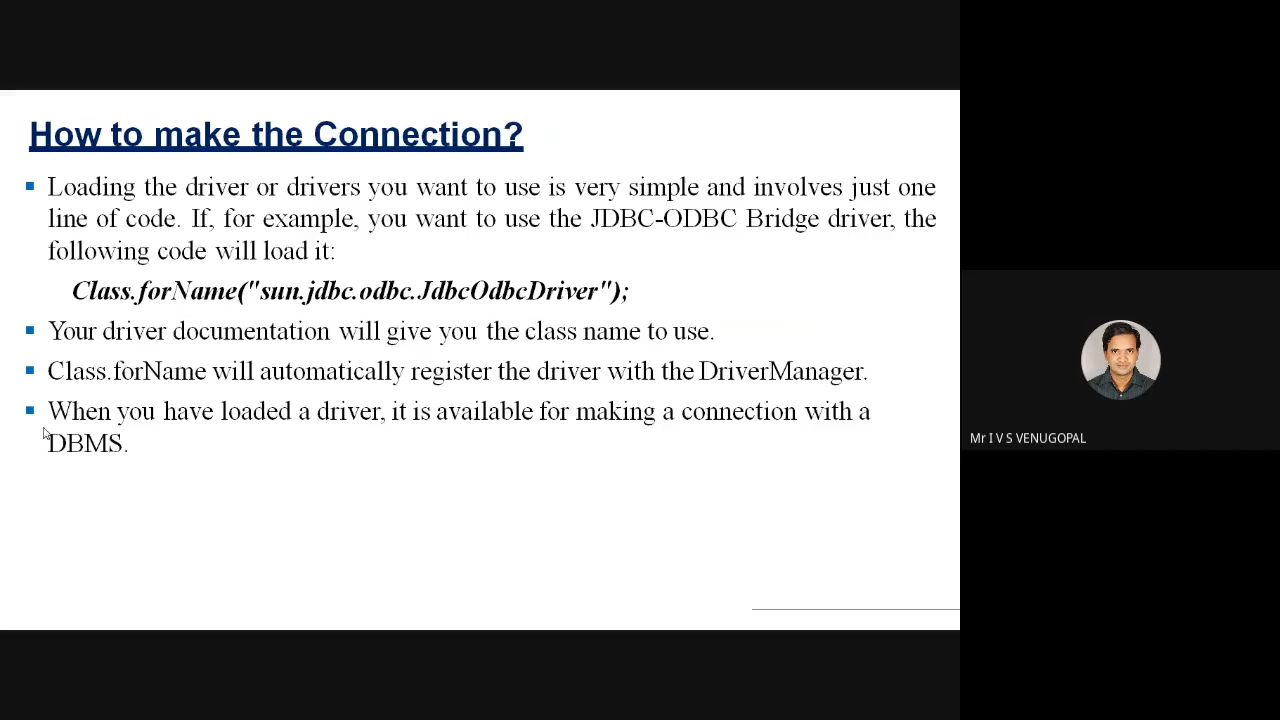 How to make the Connection?
Loading the driver or drivers you want to use is very simple and involves just one
line of code. If, for example, you want to use the JDBC-ODBC Bridge driver, the
following code will load it:
Class.forName("sun.jdbc.odbc.JdbcOdbcDriver");
Your driver documentation will give you the class name to use.
Class.forName will automatically register the driver with the DriverManager.
When you have loaded a driver, it is available for making a connection with a
DBMS.
Mr I V S VENUGOPAL